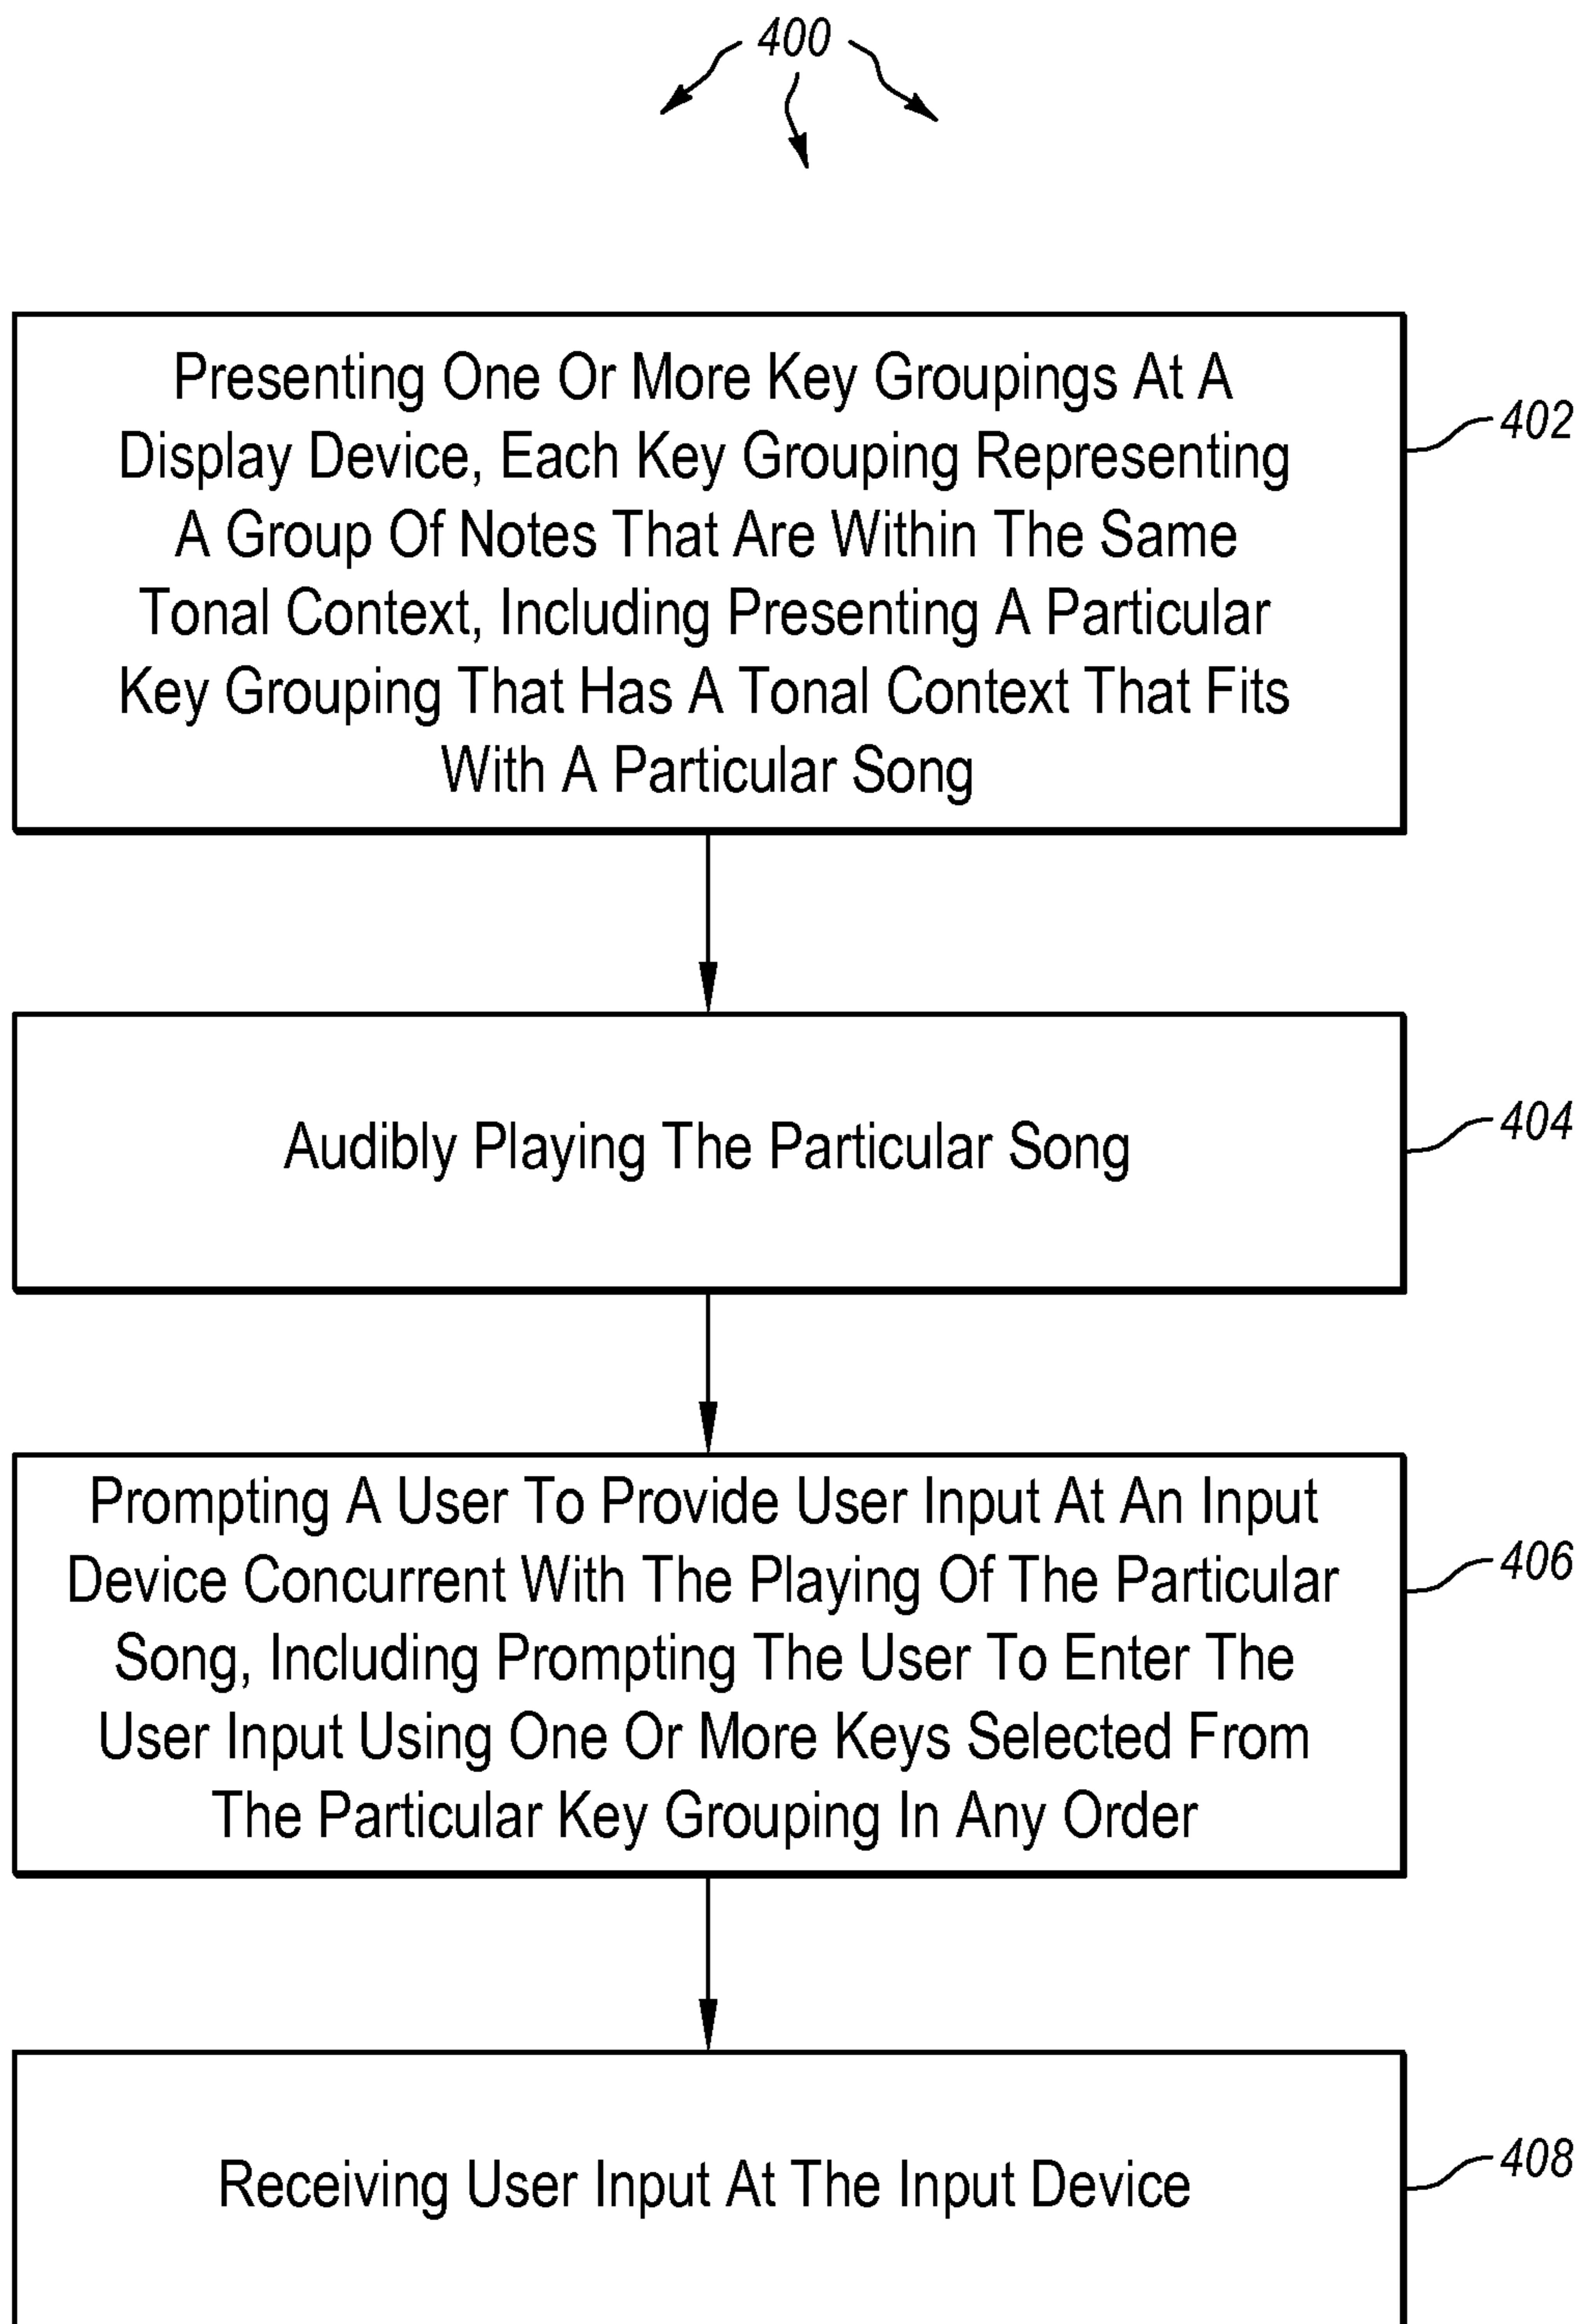 400
Presenting One Or More Key Groupings At A
Display Device, Each Key Grouping Representing
A Group Of Notes That Are Within The Same
Tonal Context, Including Presenting A Particular
Key Grouping That Has A Tonal Context That Fits
With A Particular Song
402
Audibly Playing The Particular Song
404
Prompting A User To Provide User Input At An Input
Device Concurrent With The Playing Of The Particular
Song, Including Prompting The User To Enter The
User Input Using One Or More Keys Selected From
The Particular Key Grouping In Any Order
406
Receiving User Input At The Input Device
408